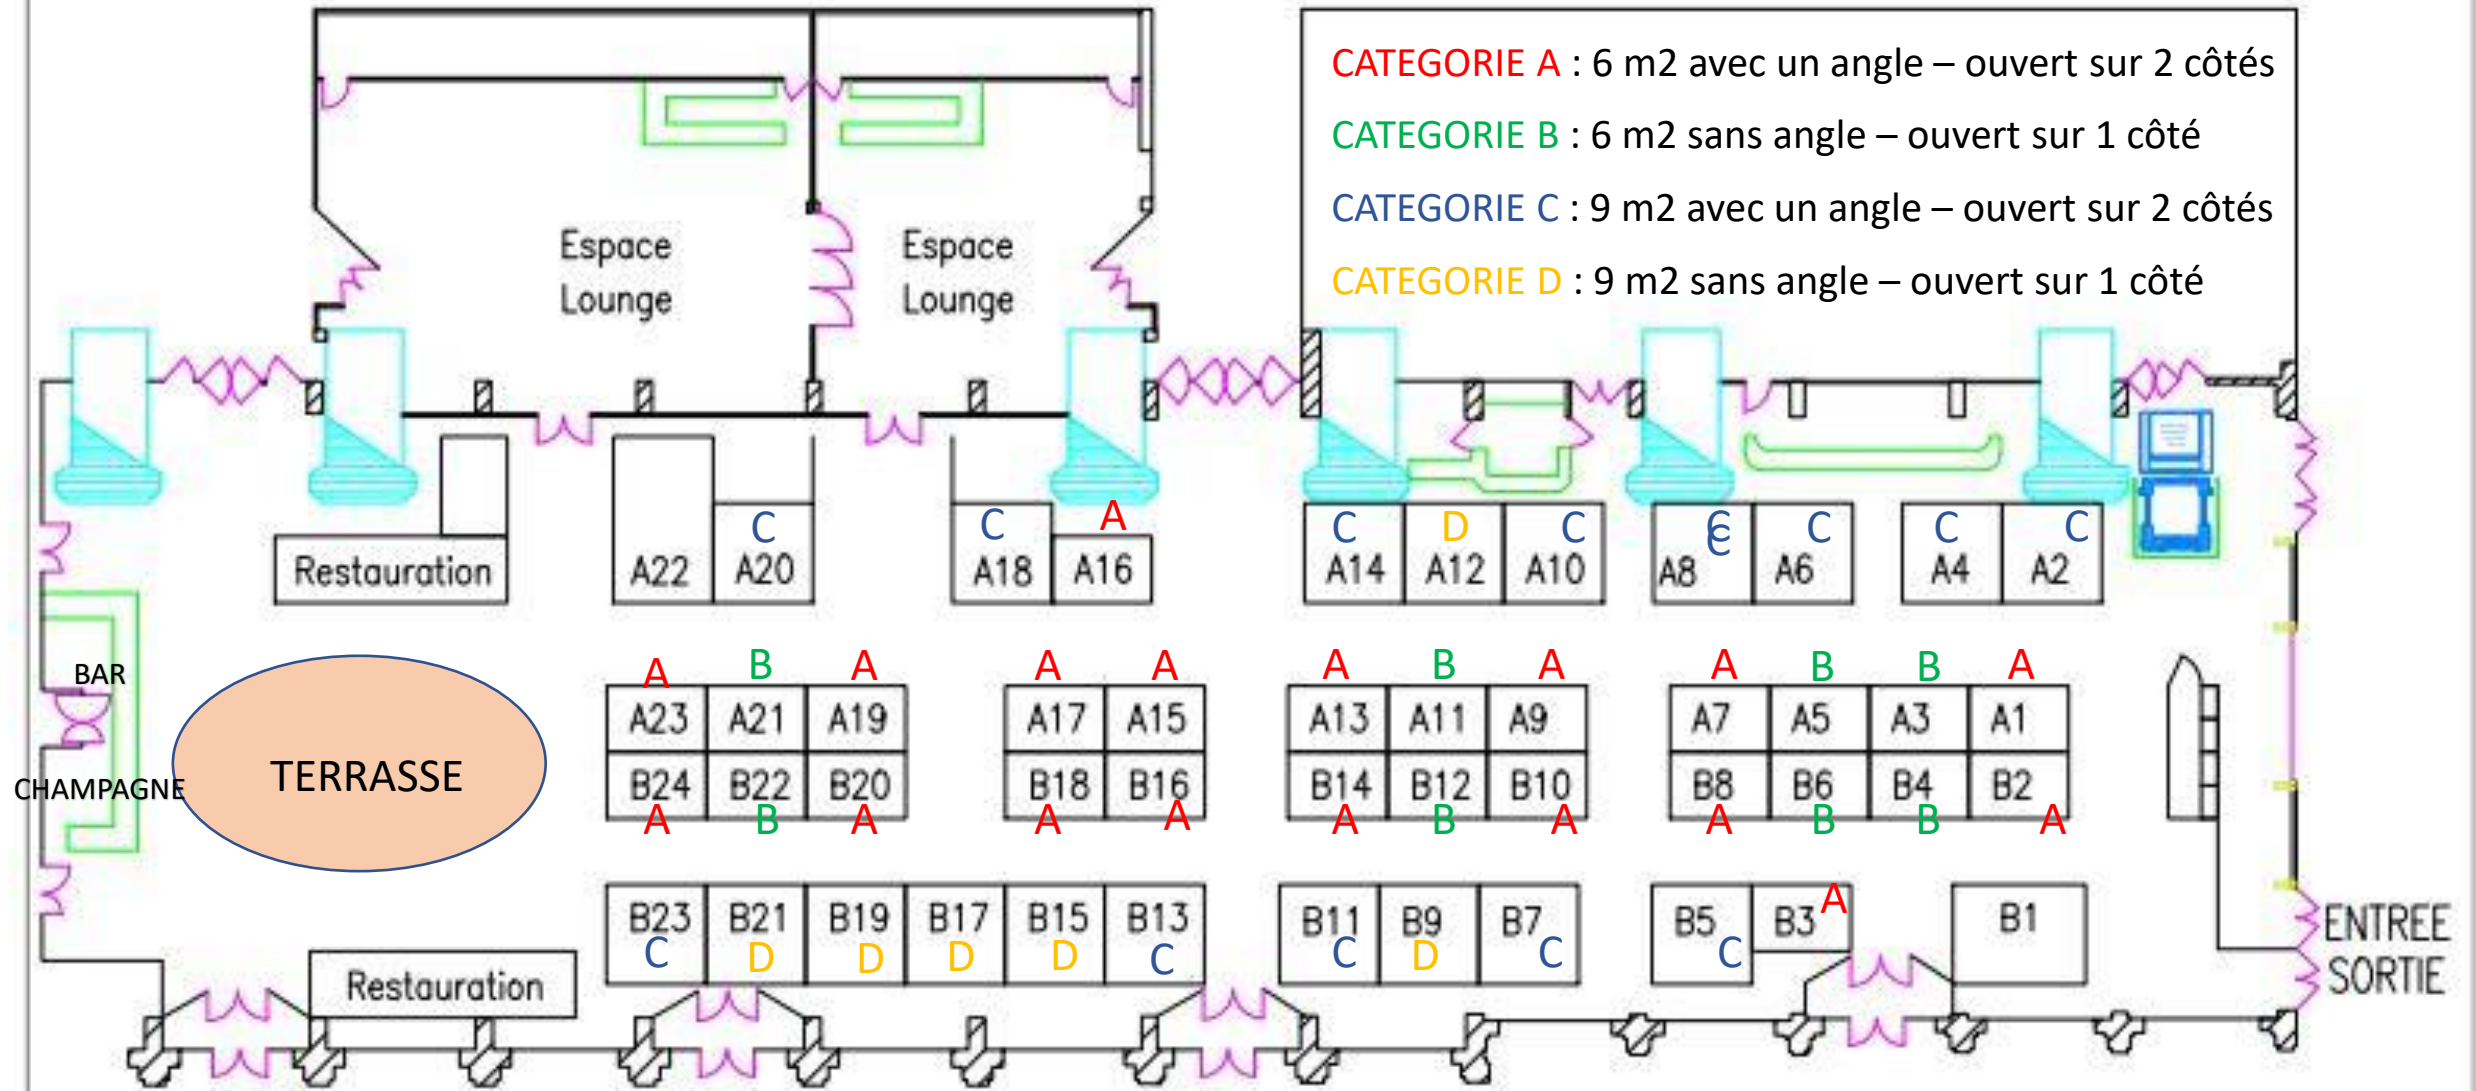 CATEGORIE A : 6 m2 avec un angle – ouvert sur 2 côtés
CATEGORIE B : 6 m2 sans angle – ouvert sur 1 côté
CATEGORIE C : 9 m2 avec un angle – ouvert sur 2 côtés
CATEGORIE D : 9 m2 sans angle – ouvert sur 1 côté
Espace
Lounge
Espace
Lounge
C C A C D C C C C C C
Restauration A22 A20 A18 A16 A14 A12 A10 A8 A6 A4 A2
BAR
CHAMPAGNE
TERRASSE
A B A A A A B A A B B A
A23 A21 A19 A17 A15 A13 A11 A9 A7 A5 A3 A1
B24 B22 B20 B18 B16 B14 B12 B10 B8 B6 B4 B2
A B A A A A B A A B B A
B23 B21 B19 B17 B15 B13 B11 B9 B7 B5 B3 A B1
C D D D D C C D C C
Restauration
ENTREE
SORTIE